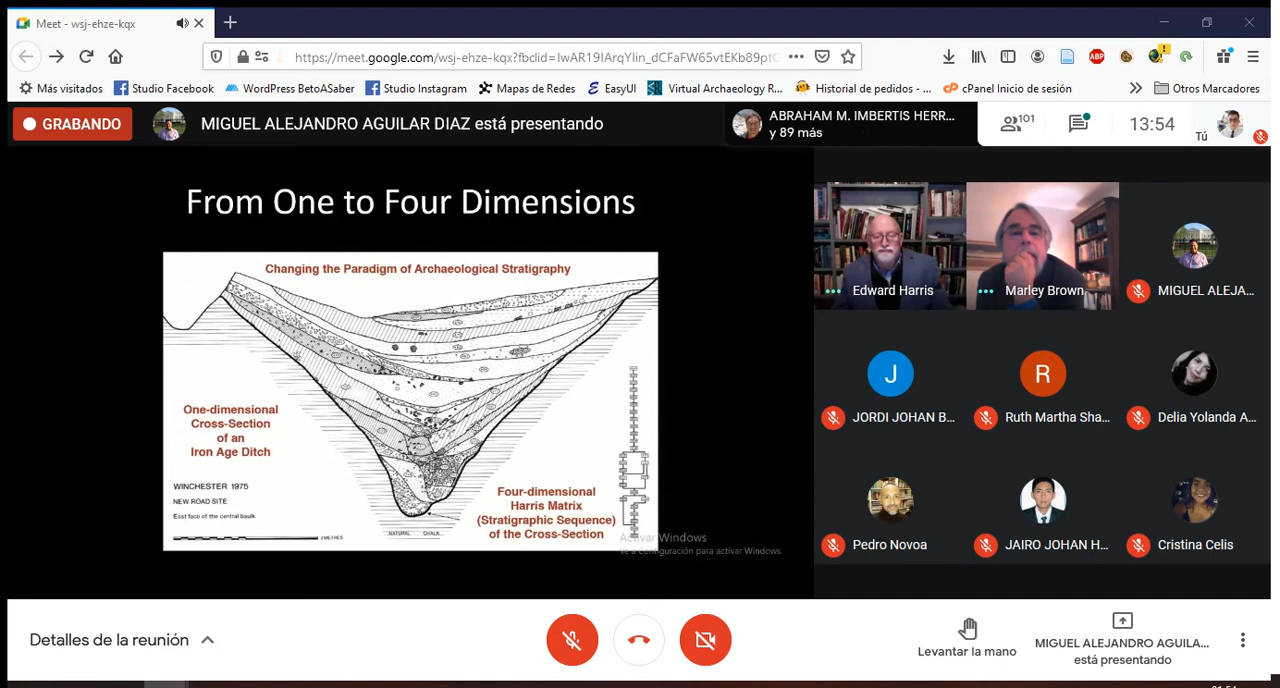 Meet - wsj-ehze-kqx
https://meet.google.com/wsj-ehze-kqx?fbclid=IwAR19IArqYIin_dCFaFW65vtEKb89ptG
ABP
Más visitados
Studio Facebook
WordPress BetoASaber
Studio Instagram
Mapas de Redes
EasyUI
Virtual Archaeology R...
Historial de pedidos - ...
cPanel Inicio de sesión
Otros Marcadores
GRABANDO
MIGUEL ALEJANDRO AGUILAR DIAZ está presentando
ABRAHAM M. IMBERTIS HERR...
y 89 más
101
13:54
Tú
From One to Four Dimensions
Changing the Paradigm of Archaeological Stratigraphy
One-dimensional
Cross-Section
of an
Iron Age Ditch
WINCHESTER 1975
NEW ROAD SITE
East face of the central baulk
2 METRES
NATURAL CHALK
Four-dimensional
Harris Matrix
(Stratigraphic Sequence)
of the Cross-Section
Activar Windows
Ve a Configuración para activar Windows.
Edward Harris
Marley Brown
MIGUEL ALEJA...
J
JORDI JOHAN B...
R
Ruth Martha Sha...
Delia Yolanda A...
Pedro Novoa
JAIRO JOHAN H...
Cristina Celis
Detalles de la reunión
Levantar la mano
MIGUEL ALEJANDRO AGUILA...
está presentando